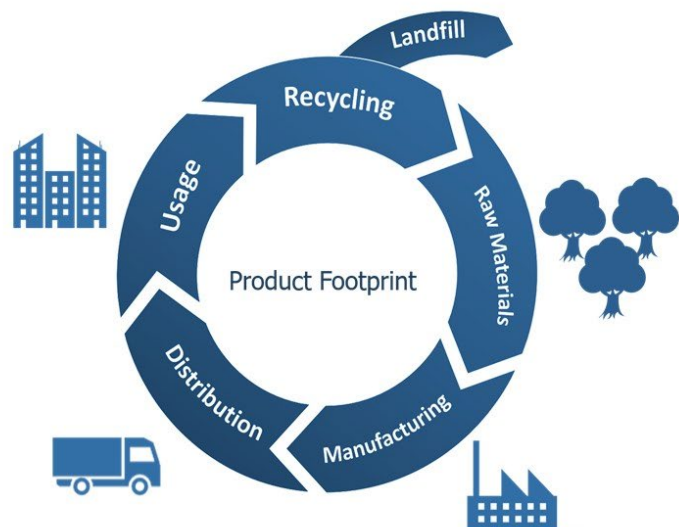 Landfill
Recycling
Raw Materials
Usage
Product Footprint
Distribution
Manufacturing